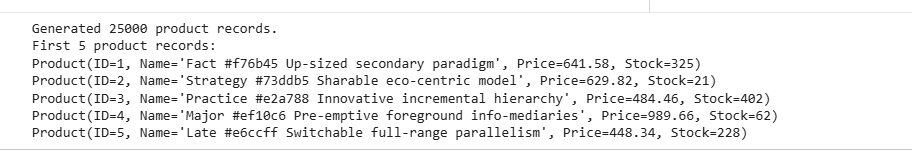 Generated 25000 product records.
First 5 product records:
Product(ID=1, Name='Fact #f76b45 Up-sized secondary paradigm', Price=641.58, Stock=325)
Product(ID=2, Name='Strategy #73ddb5 Sharable eco-centric model', Price=629.82, Stock=21)
Product(ID=3, Name='Practice #e2a788 Innovative incremental hierarchy', Price=484.46, Stock=402)
Product(ID=4, Name='Major #ef10c6 Pre-emptive foreground info-mediaries', Price=989.66, Stock=62)
Product(ID=5, Name='Late #e6ccff Switchable full-range parallelism', Price=448.34, Stock=228)